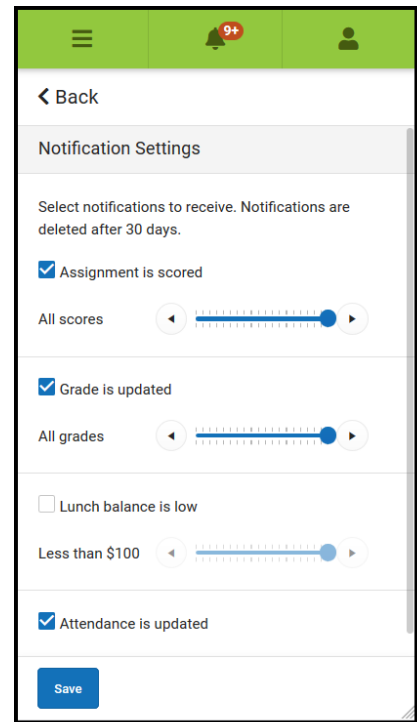 9+
Back
Notification Settings
Select notifications to receive. Notifications are
deleted after 30 days.
Assignment is scored
All scores
Grade is updated
All grades
Lunch balance is low
Less than $100
Attendance is updated
Save